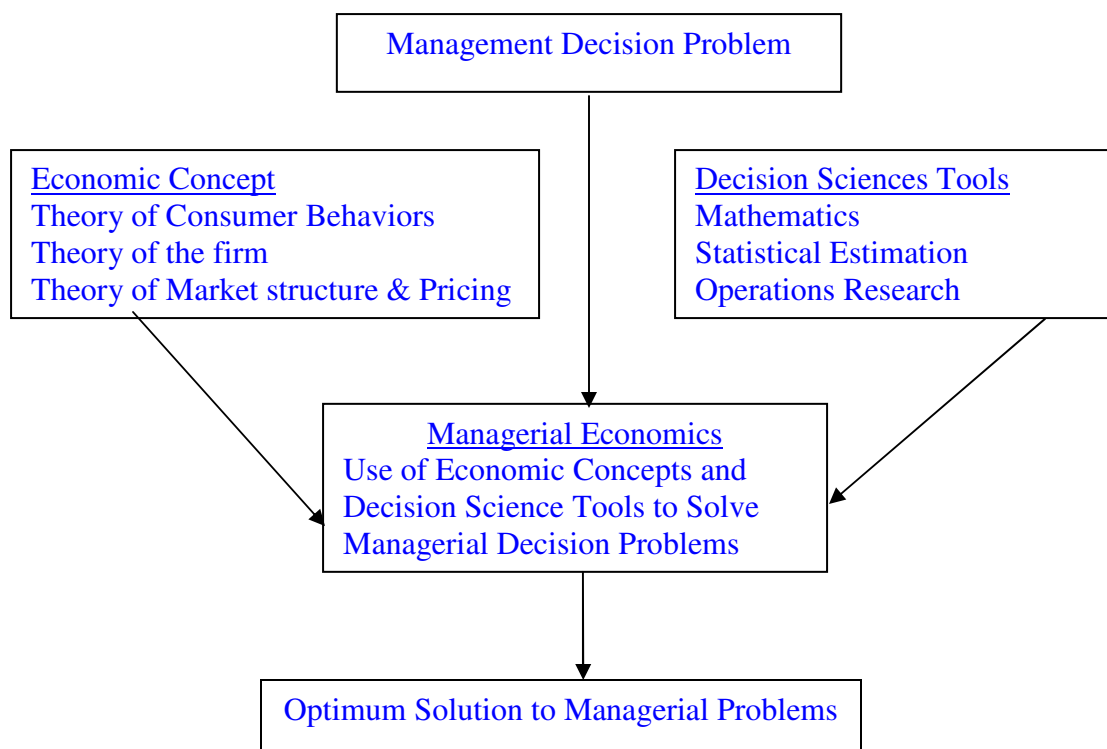 Management Decision Problem
Economic Concept
Theory of Consumer Behaviors
Theory of the firm
Theory of Market structure & Pricing
Decision Sciences Tools
Mathematics
Statistical Estimation
Operations Research
Managerial Economics
Use of Economic Concepts and
Decision Science Tools to Solve
Managerial Decision Problems
Optimum Solution to Managerial Problems